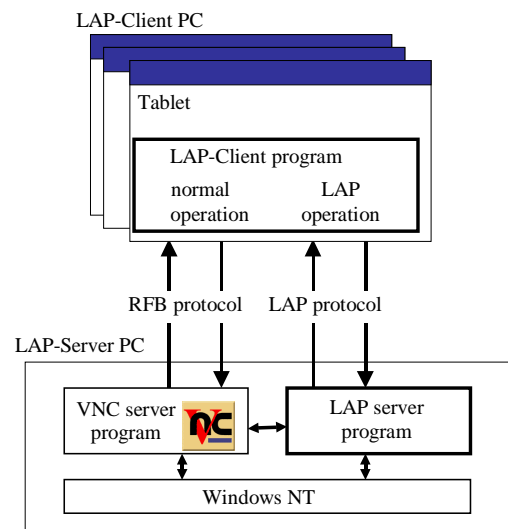 LAP-Client PC
Tablet
LAP-Client program
normal
operation
LAP
operation
RFB protocol
LAP protocol
LAP-Server PC
VNC server
program
Vnc
LAP server
program
Windows NT